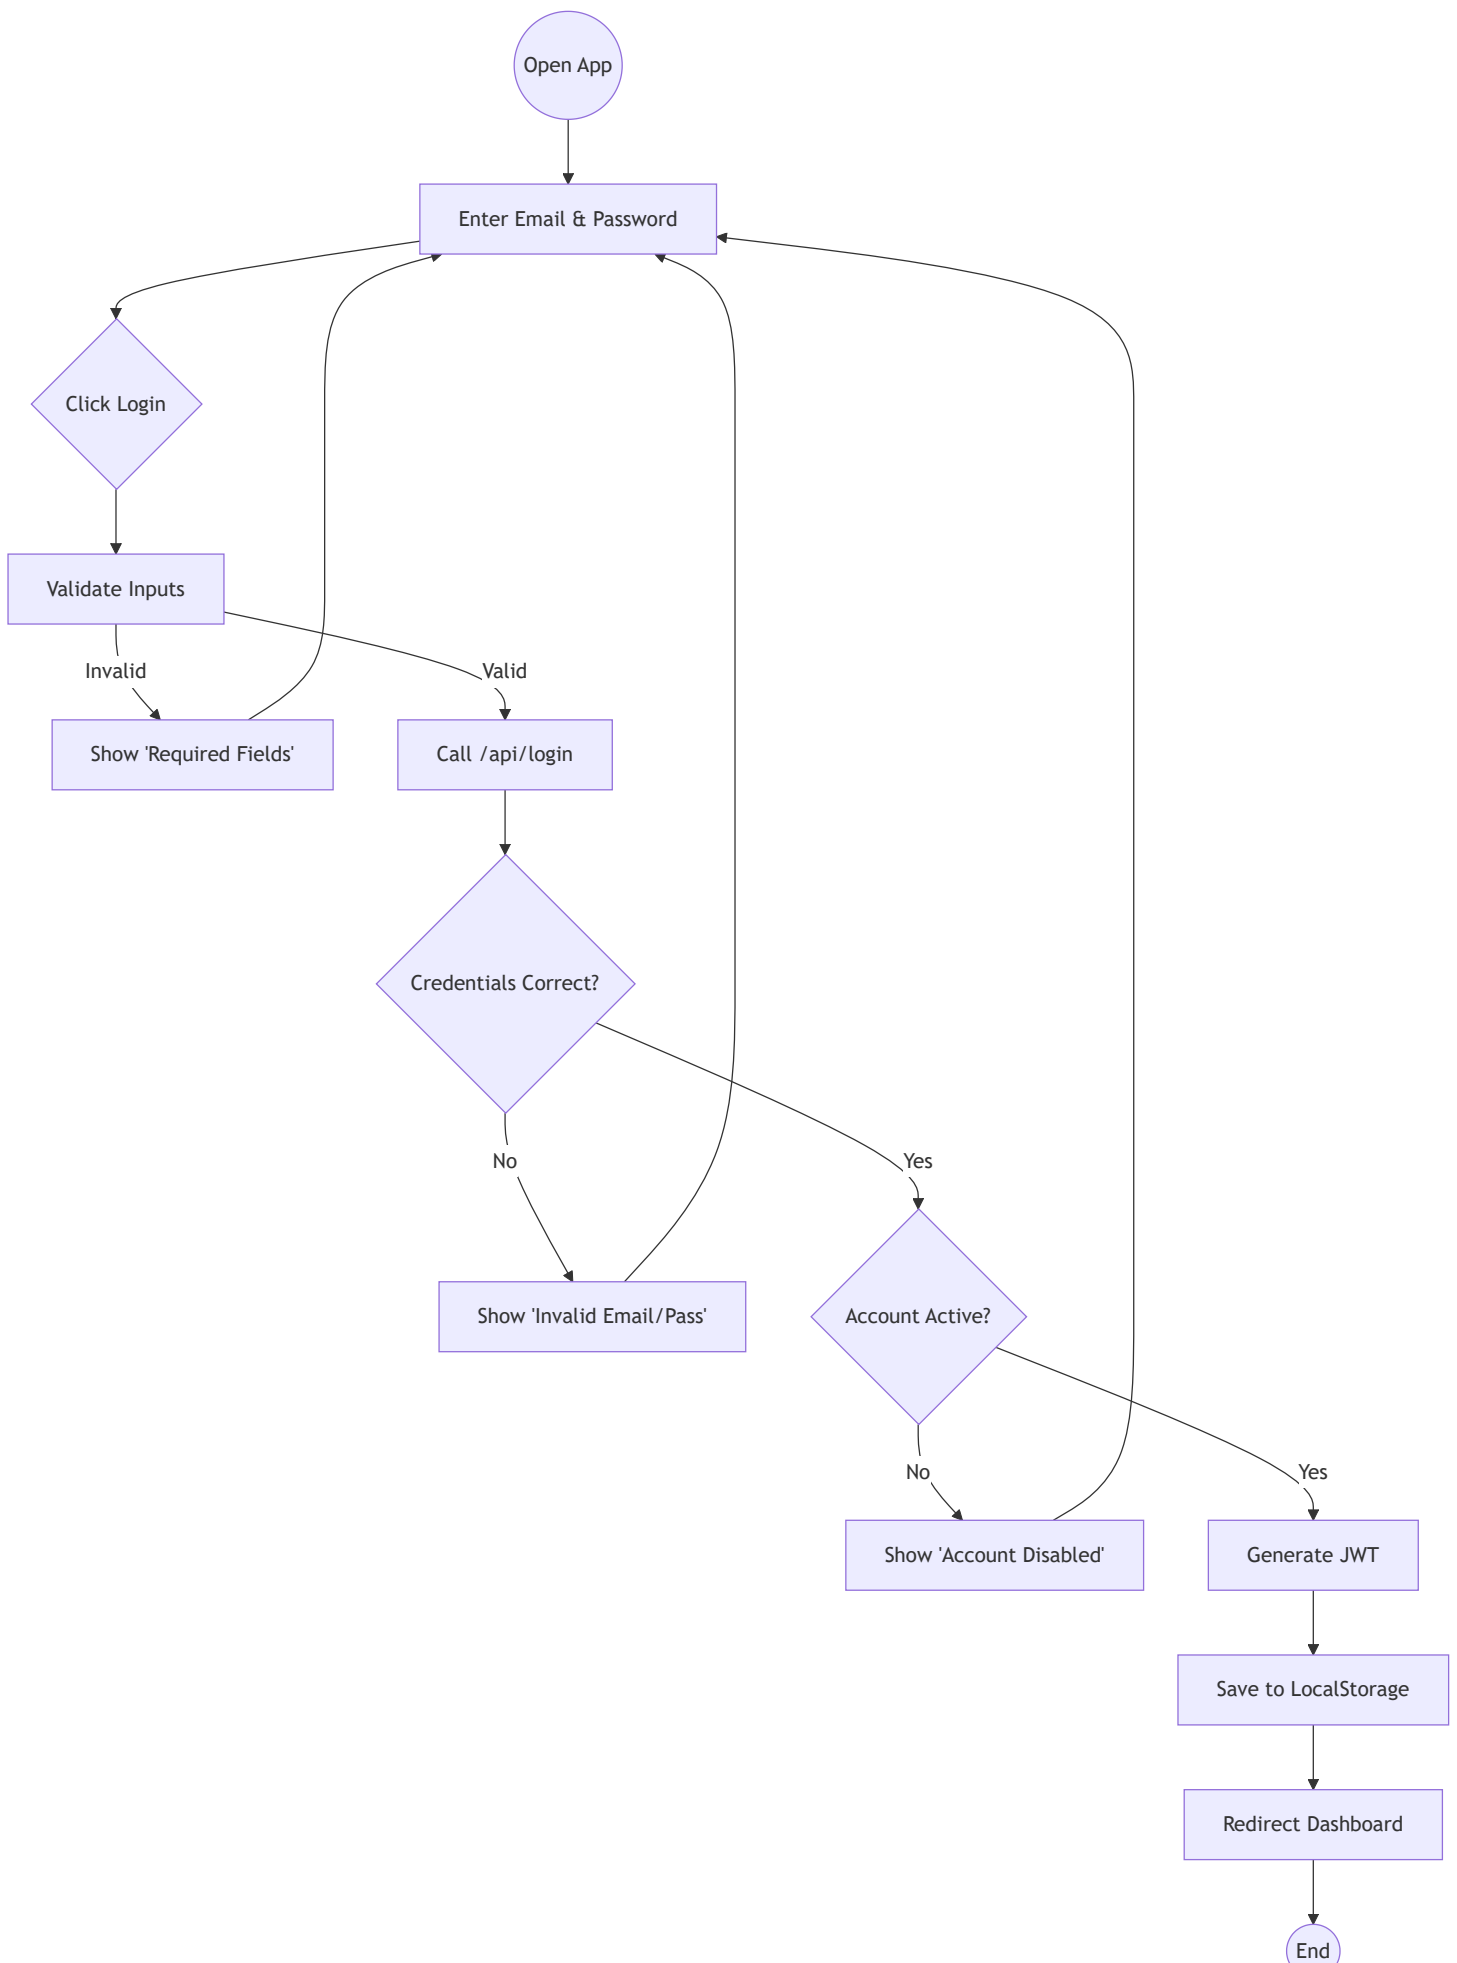 Open App
Enter Email & Password
Click Login
Validate Inputs
Invalid
Valid
Show 'Required Fields'
Call /api/login
Credentials Correct?
No
Yes
Show 'Invalid Email/Pass'
Account Active?
No
Yes
Show 'Account Disabled'
Generate JWT
Save to LocalStorage
Redirect Dashboard
End